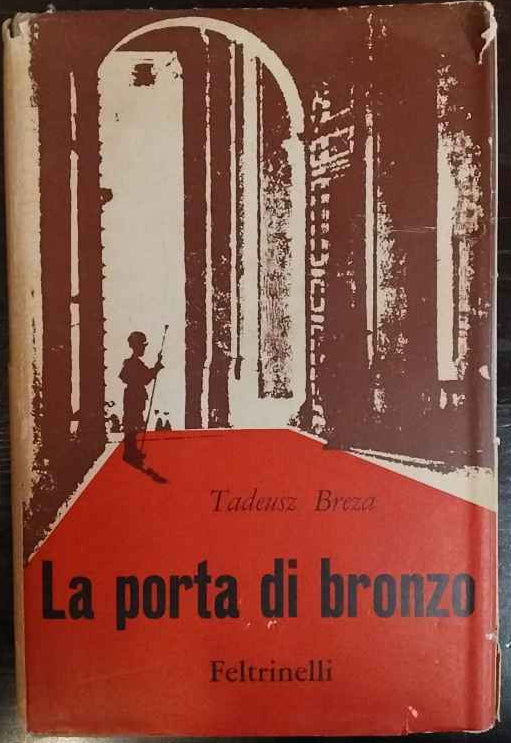 Tadeusz Breza
La porta di bronzo
Feltrinelli